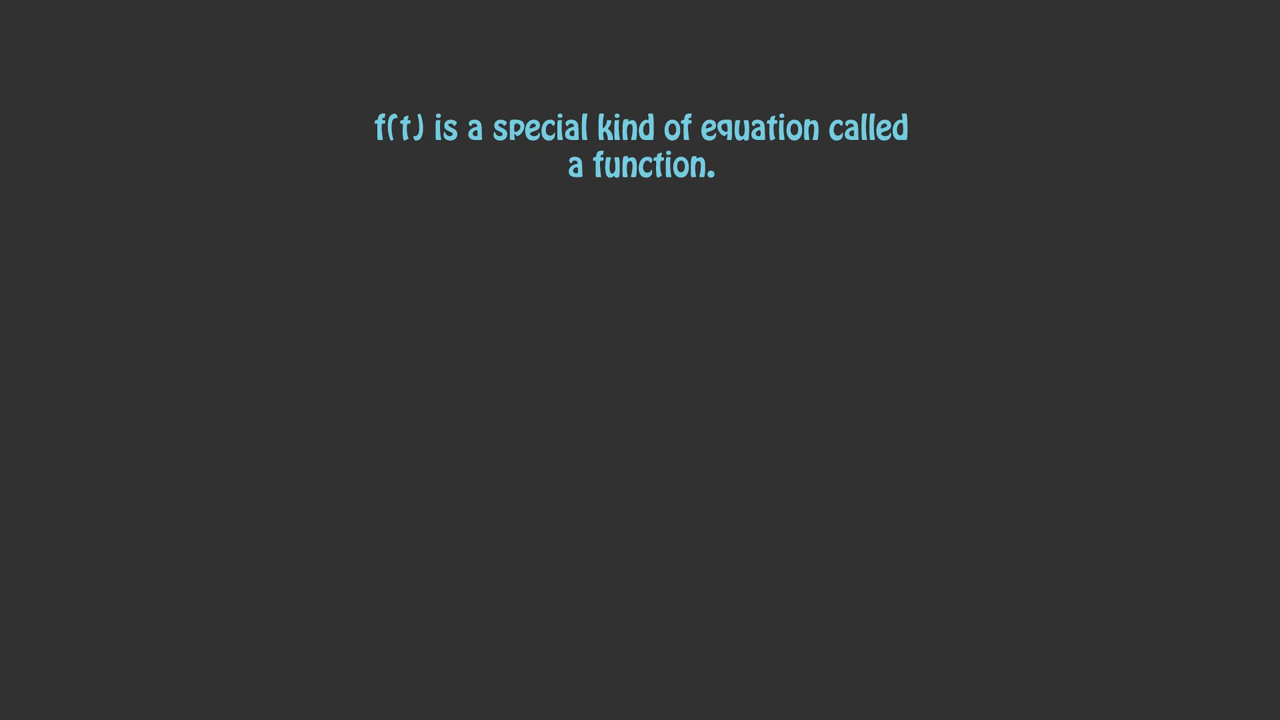 f(t) is a special kind of equation called
a function.